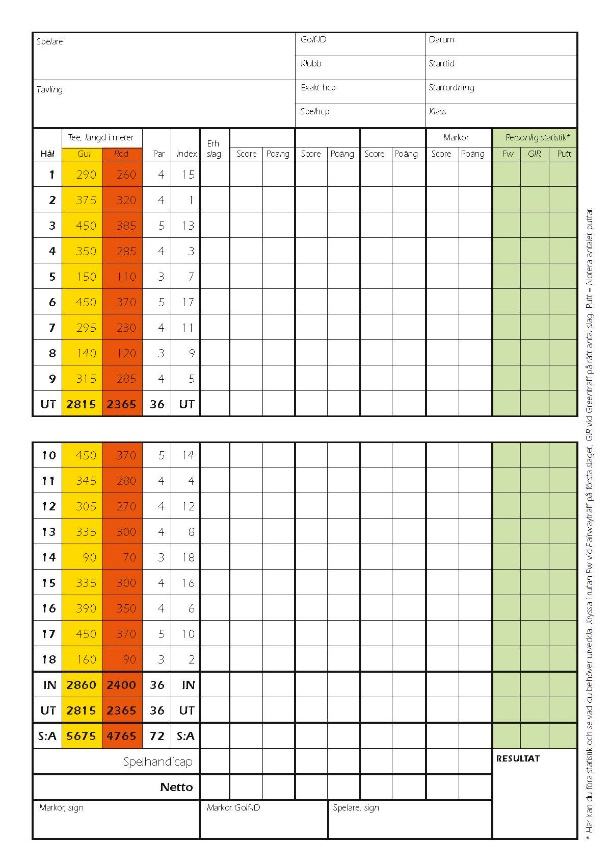 Spelare
Golf-ID
Datum
Klubb
Starttid
Tävling
Exakt hcp
Startordning
Spelhcp
Klass
Tee, längd i meter
Erh slag
Markör
Personlig statistik*
Hål Gul Röd Par Index Score Poäng Score Poäng Score Poäng Score Poäng Fw GIR Putt
1 290 260 4 15
2 375 320 4 1
3 450 385 5 13
4 350 285 4 3
5 150 110 3 7
6 450 370 5 17
7 295 230 4 11
8 140 120 3 9
9 315 285 4 5
UT 2815 2365 36 UT
10 450 370 5 14
11 345 280 4 4
12 305 270 4 12
13 335 300 4 8
14 90 70 3 18
15 335 300 4 16
16 390 350 4 6
17 450 370 5 10
18 160 90 3 2
IN 2860 2400 36 IN
UT 2815 2365 36 UT
S:A 5675 4765 72 S:A
Spelhandicap
RESULTAT
Netto
Markör, sign
Markör Golf-ID
Spelare, sign
* Här kan du föra statistik och se vad du behöver utveckla. Kryssa i rutan Fw vid Fairwayträff på första slaget, GIR vid Greenträff på rätt antal slag. Putt = Notera antalet puttar.